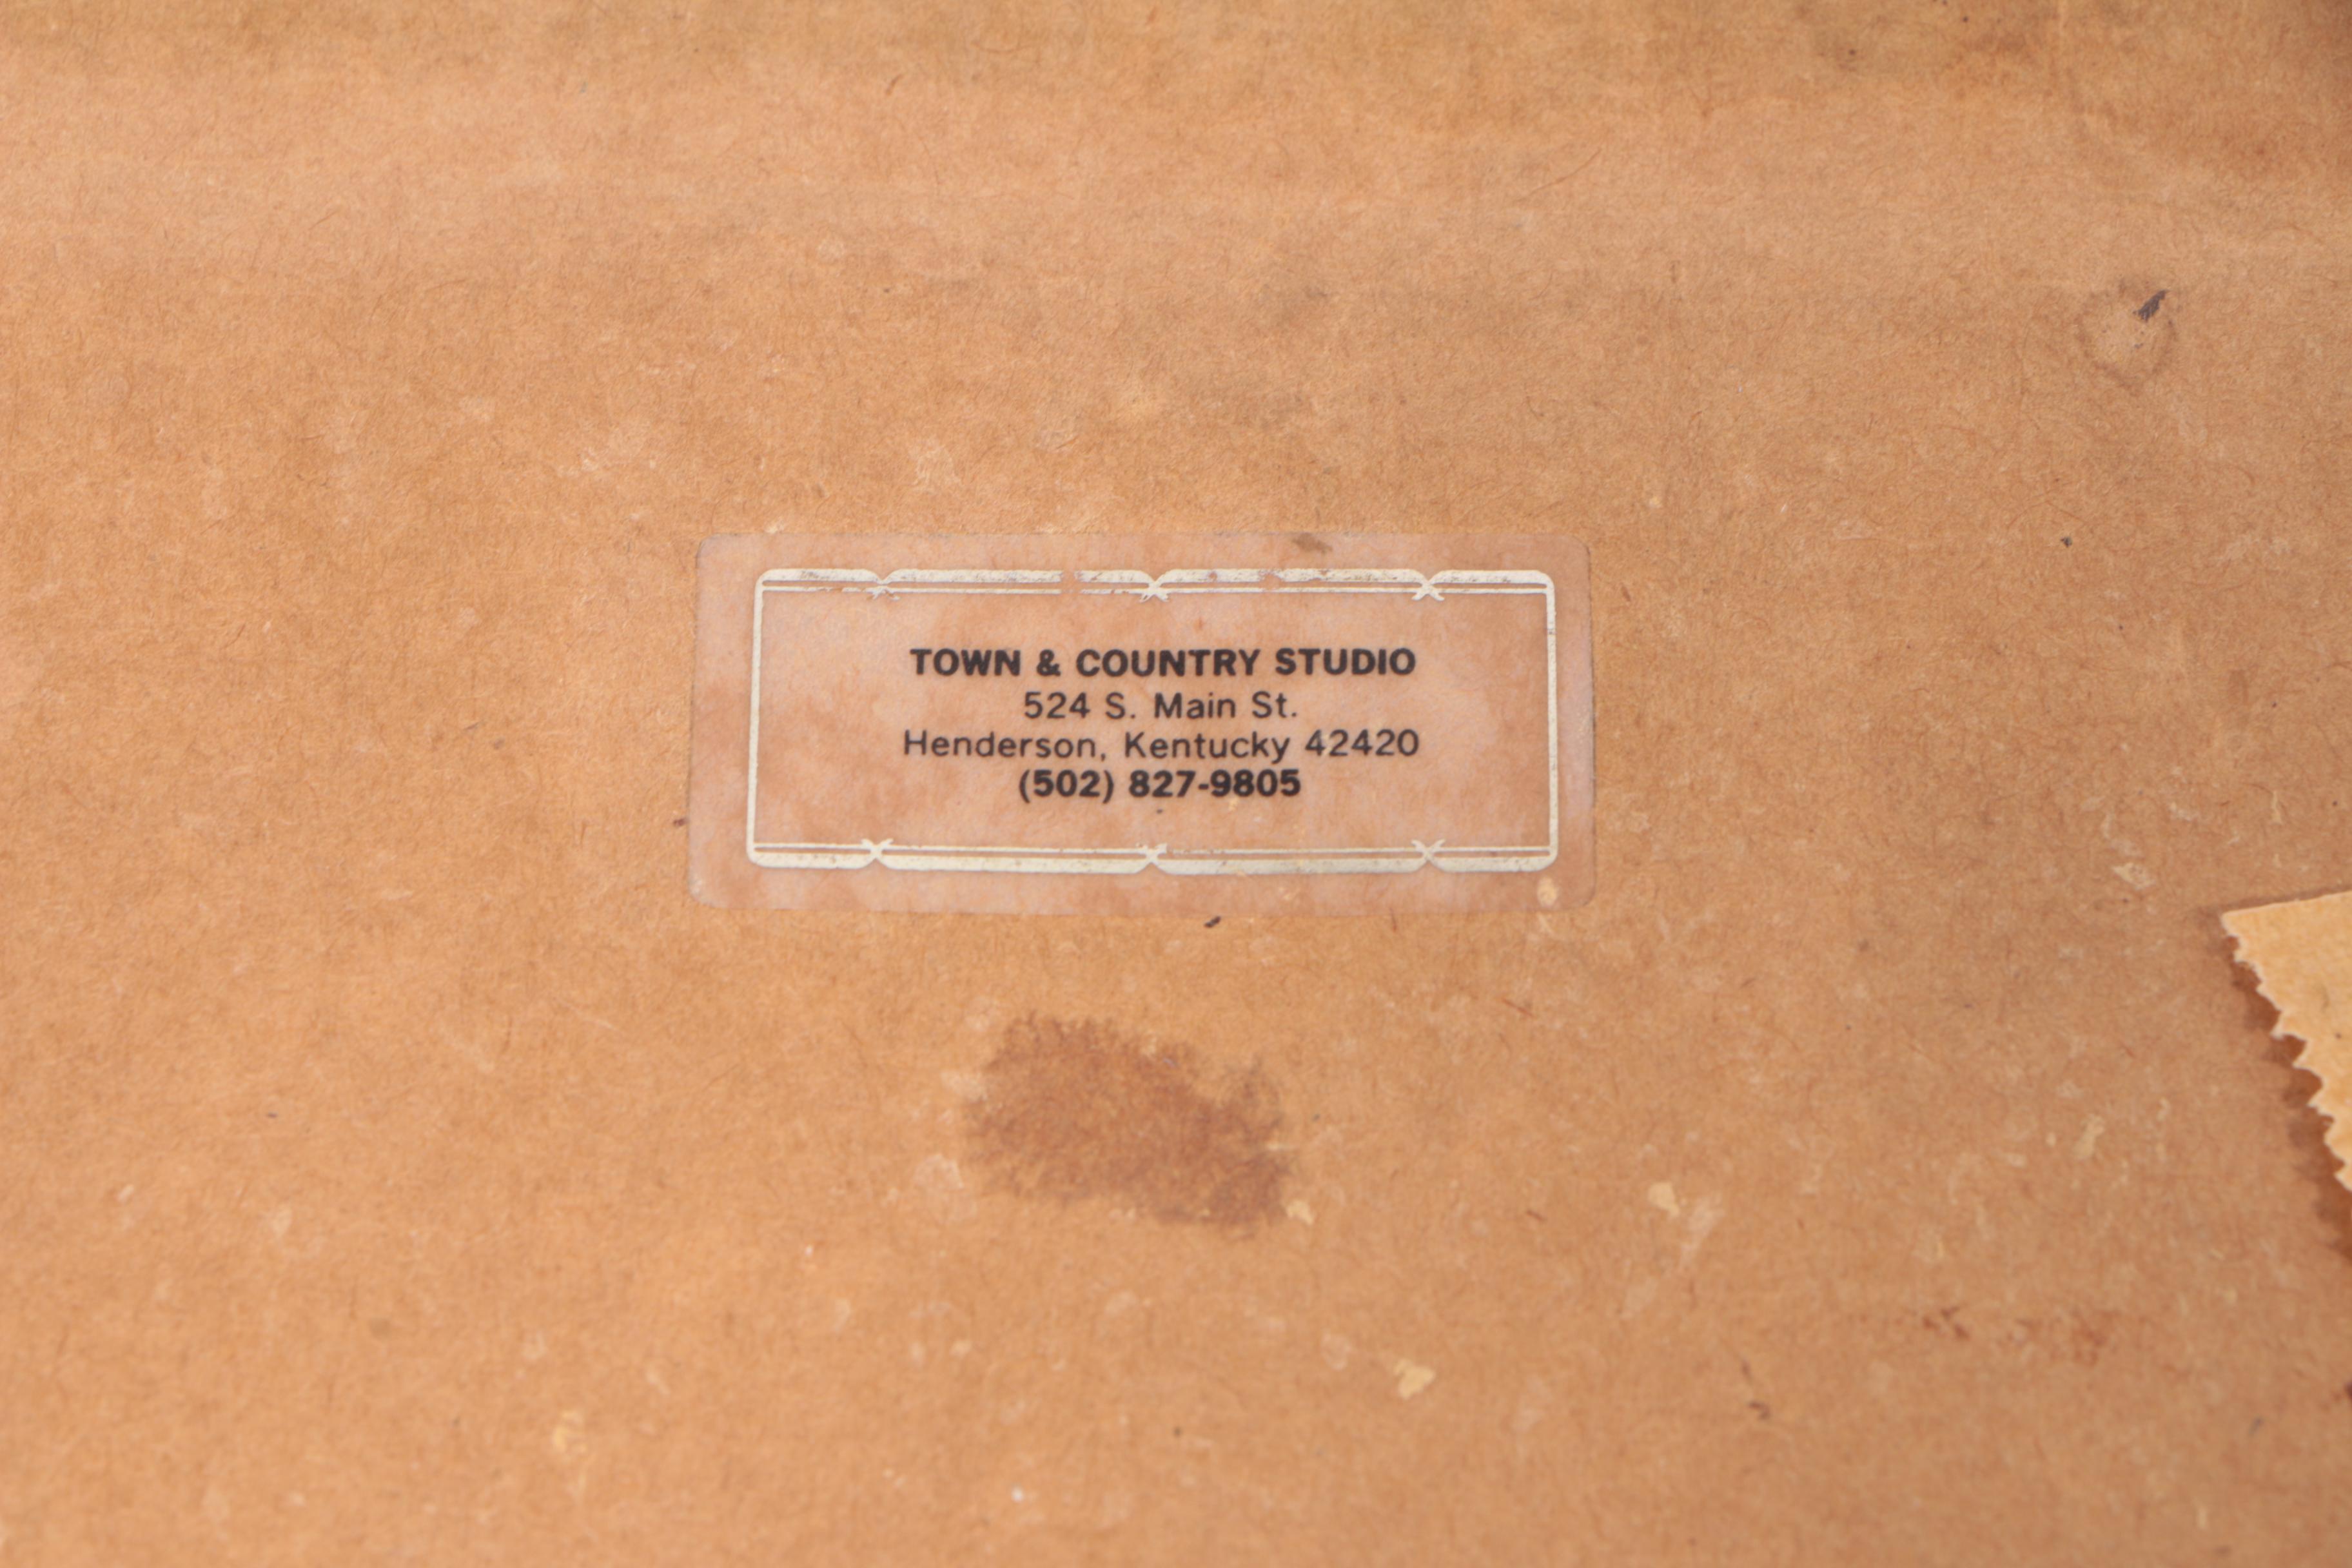 TOWN & COUNTRY STUDIO
524 S. Main St.
Henderson, Kentucky 42420
(502) 827-9805